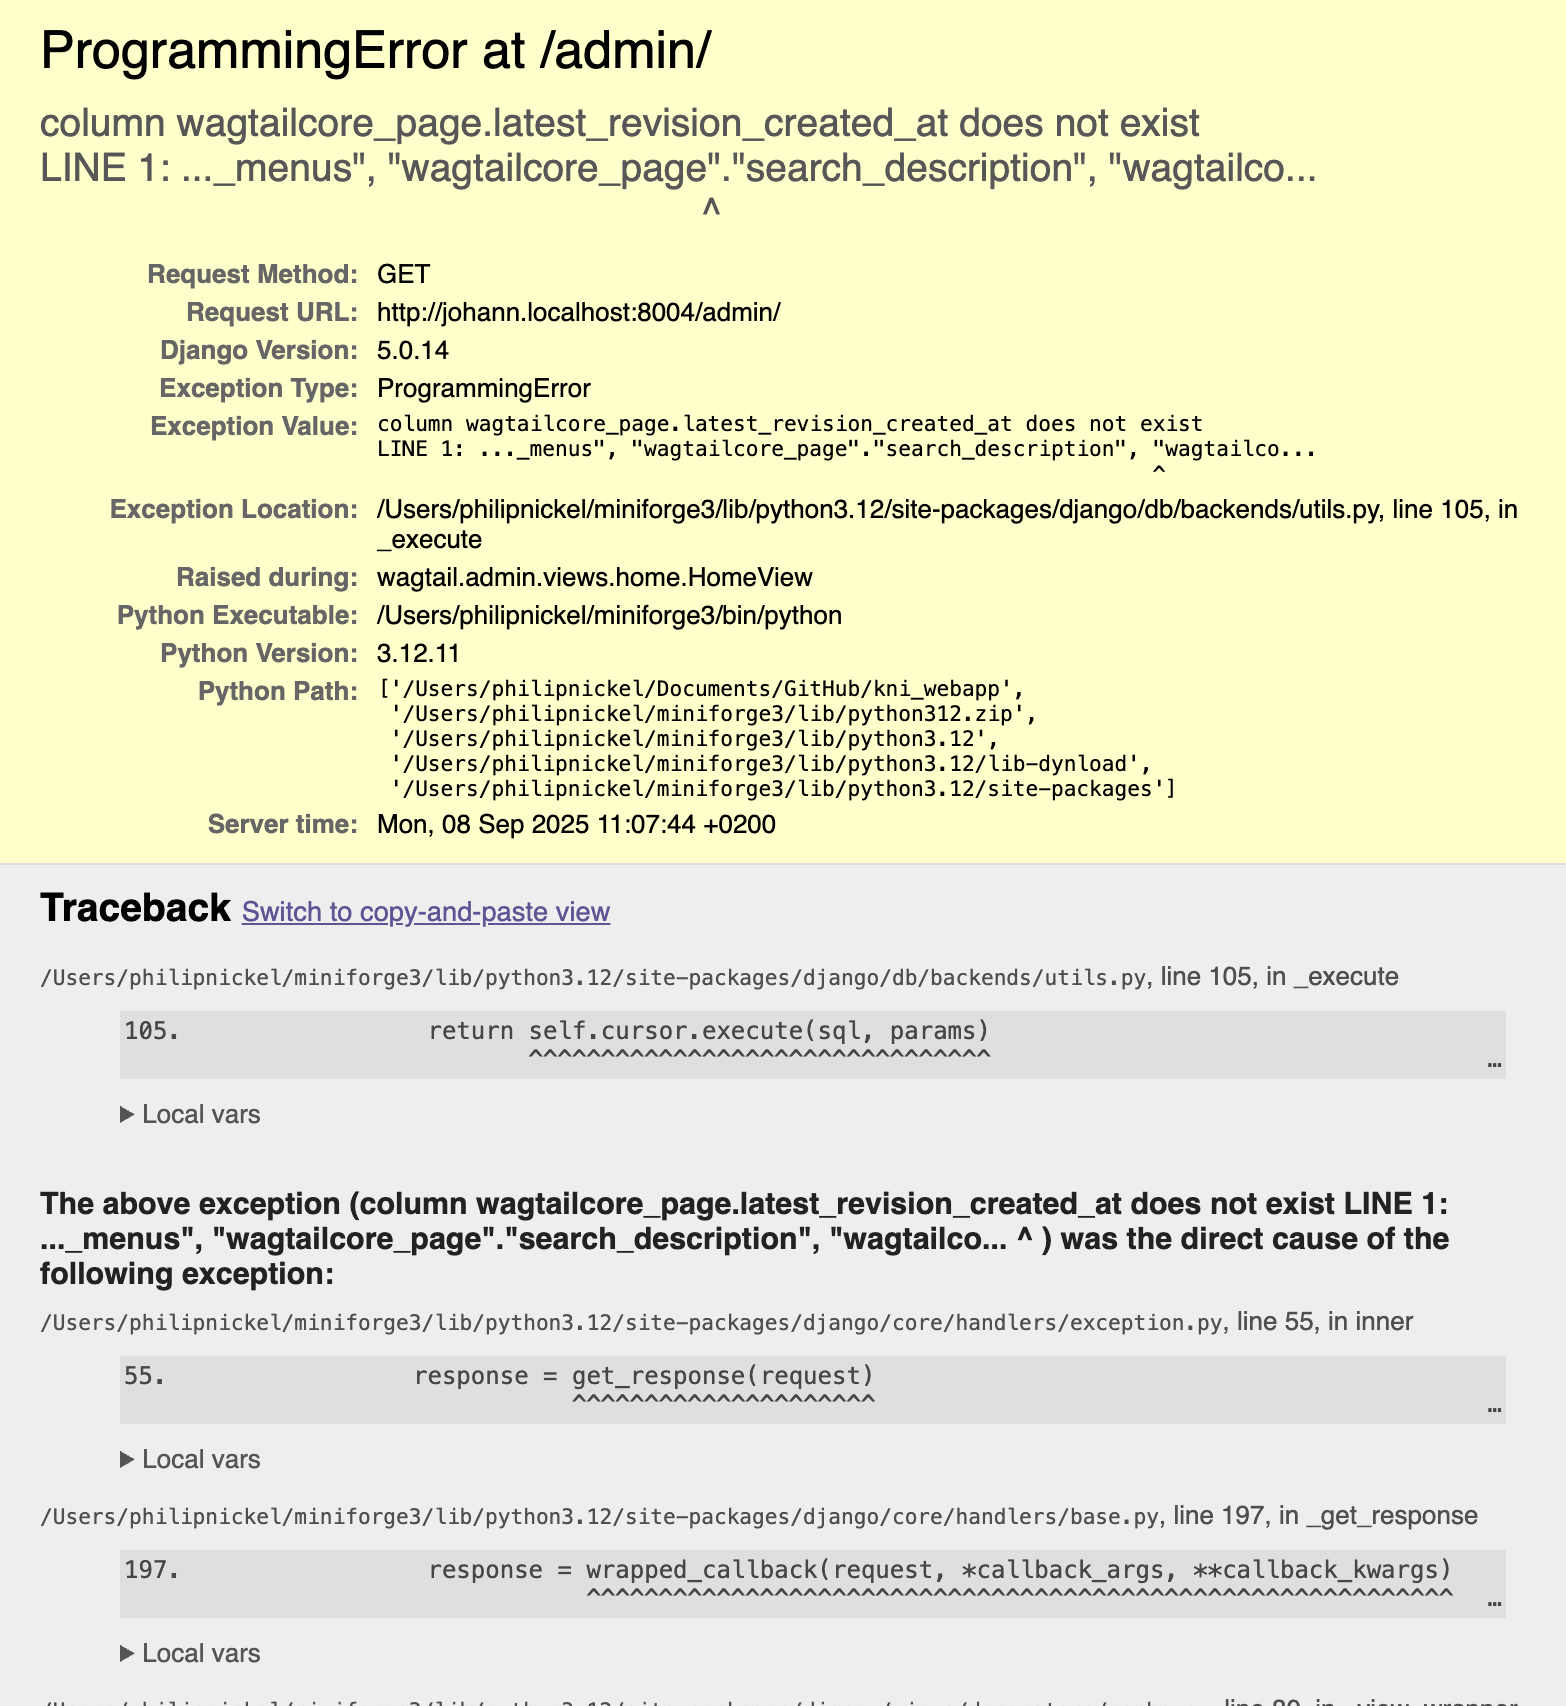 ProgrammingError at /admin/
column wagtailcore_page.latest_revision_created_at does not exist
LINE 1: ..._menus", "wagtailcore_page"."search_description", "wagtailco...
^
Request Method: GET
Request URL: http://johann.localhost:8004/admin/
Django Version: 5.0.14
Exception Type: ProgrammingError
Exception Value: column wagtailcore_page.latest_revision_created_at does not exist
LINE 1: ..._menus", "wagtailcore_page"."search_description", "wagtailco...
^
Exception Location: /Users/philipnickel/miniforge3/lib/python3.12/site-packages/django/db/backends/utils.py, line 105, in
_execute
Raised during: wagtail.admin.views.home.HomeView
Python Executable: /Users/philipnickel/miniforge3/bin/python
Python Version: 3.12.11
Python Path: ['/Users/philipnickel/Documents/GitHub/kni_webapp',
'/Users/philipnickel/miniforge3/lib/python312.zip',
'/Users/philipnickel/miniforge3/lib/python3.12',
'/Users/philipnickel/miniforge3/lib/python3.12/lib-dynload',
'/Users/philipnickel/miniforge3/lib/python3.12/site-packages']
Server time: Mon, 08 Sep 2025 11:07:44 +0200
Traceback Switch to copy-and-paste view
/Users/philipnickel/miniforge3/lib/python3.12/site-packages/django/db/backends/utils.py, line 105, in _execute
105. return self.cursor.execute(sql, params)
^^^^^^^^^^^^^^^^^^^^^^^^^^^^^^^^
…
▶ Local vars
The above exception (column wagtailcore_page.latest_revision_created_at does not exist LINE 1:
..._menus", "wagtailcore_page"."search_description", "wagtailco... ^ ) was the direct cause of the
following exception:
/Users/philipnickel/miniforge3/lib/python3.12/site-packages/django/core/handlers/exception.py, line 55, in inner
55. response = get_response(request)
^^^^^^^^^^^^^^^^^^^^^
…
▶ Local vars
/Users/philipnickel/miniforge3/lib/python3.12/site-packages/django/core/handlers/base.py, line 197, in _get_response
197. response = wrapped_callback(request, *callback_args, **callback_kwargs)
^^^^^^^^^^^^^^^^^^^^^^^^^^^^^^^^^^^^^^^^^^^^^^^^^^^^^^^^^^^^
…
▶ Local vars